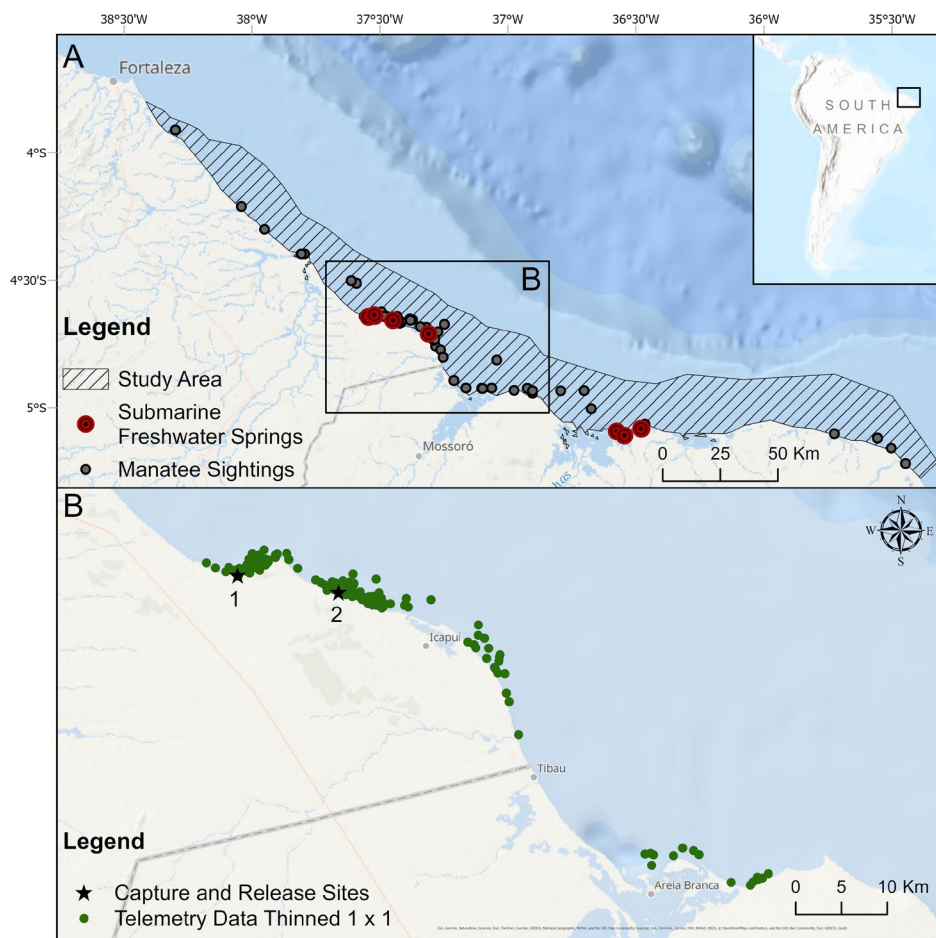 38°30'W 38°W 37°30'W 37°W 36°30'W 36°W 35°30'W
A
Fortaleza
SOUTH
AMERICA
4°S
4°30'S
B
Legend
Study Area
Submarine
Freshwater Springs
Manatee Sightings
5°S
Mossoró
has
0 25 50 Km
B
N
W E
S
1
2
Icapuí
Tibau
Areia Branca
Legend
Capture and Release Sites
Telemetry Data Thinned 1 x 1
0 5 10 Km